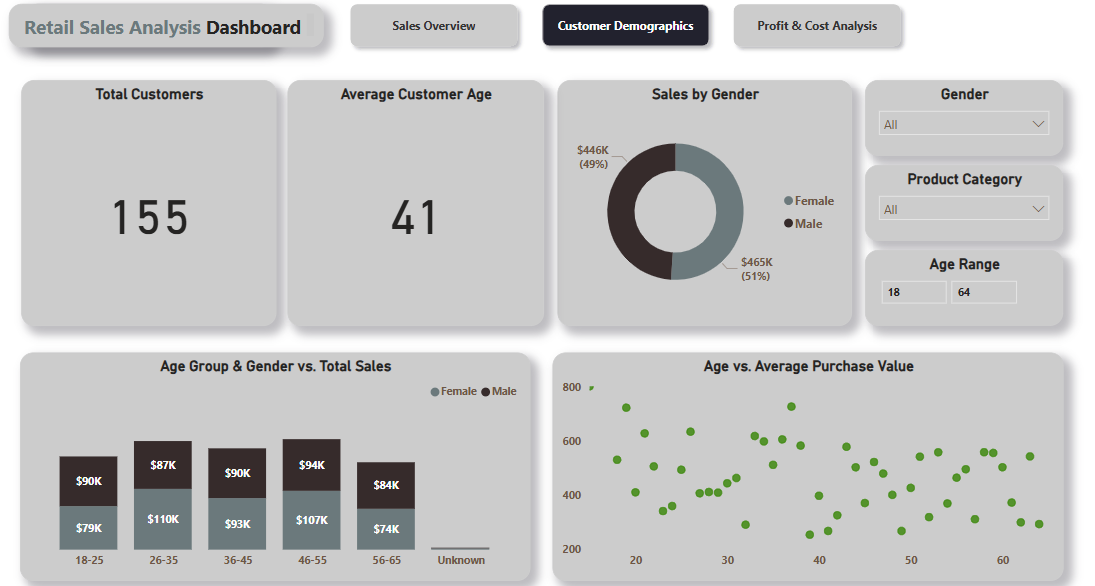 Retail Sales Analysis Dashboard
Sales Overview
Customer Demographics
Profit & Cost Analysis
Total Customers
155
Average Customer Age
41
Sales by Gender
$446K
(49%)
$465K
(51%)
Female
Male
Gender
All
Product Category
All
Age Range
18 64
Age Group & Gender vs. Total Sales
Female Male
$90K $87K $90K $94K $84K
$79K $110K $93K $107K $74K
18-25 26-35 36-45 46-55 56-65 Unknown
Age vs. Average Purchase Value
800
600
400
200
20 30 40 50 60